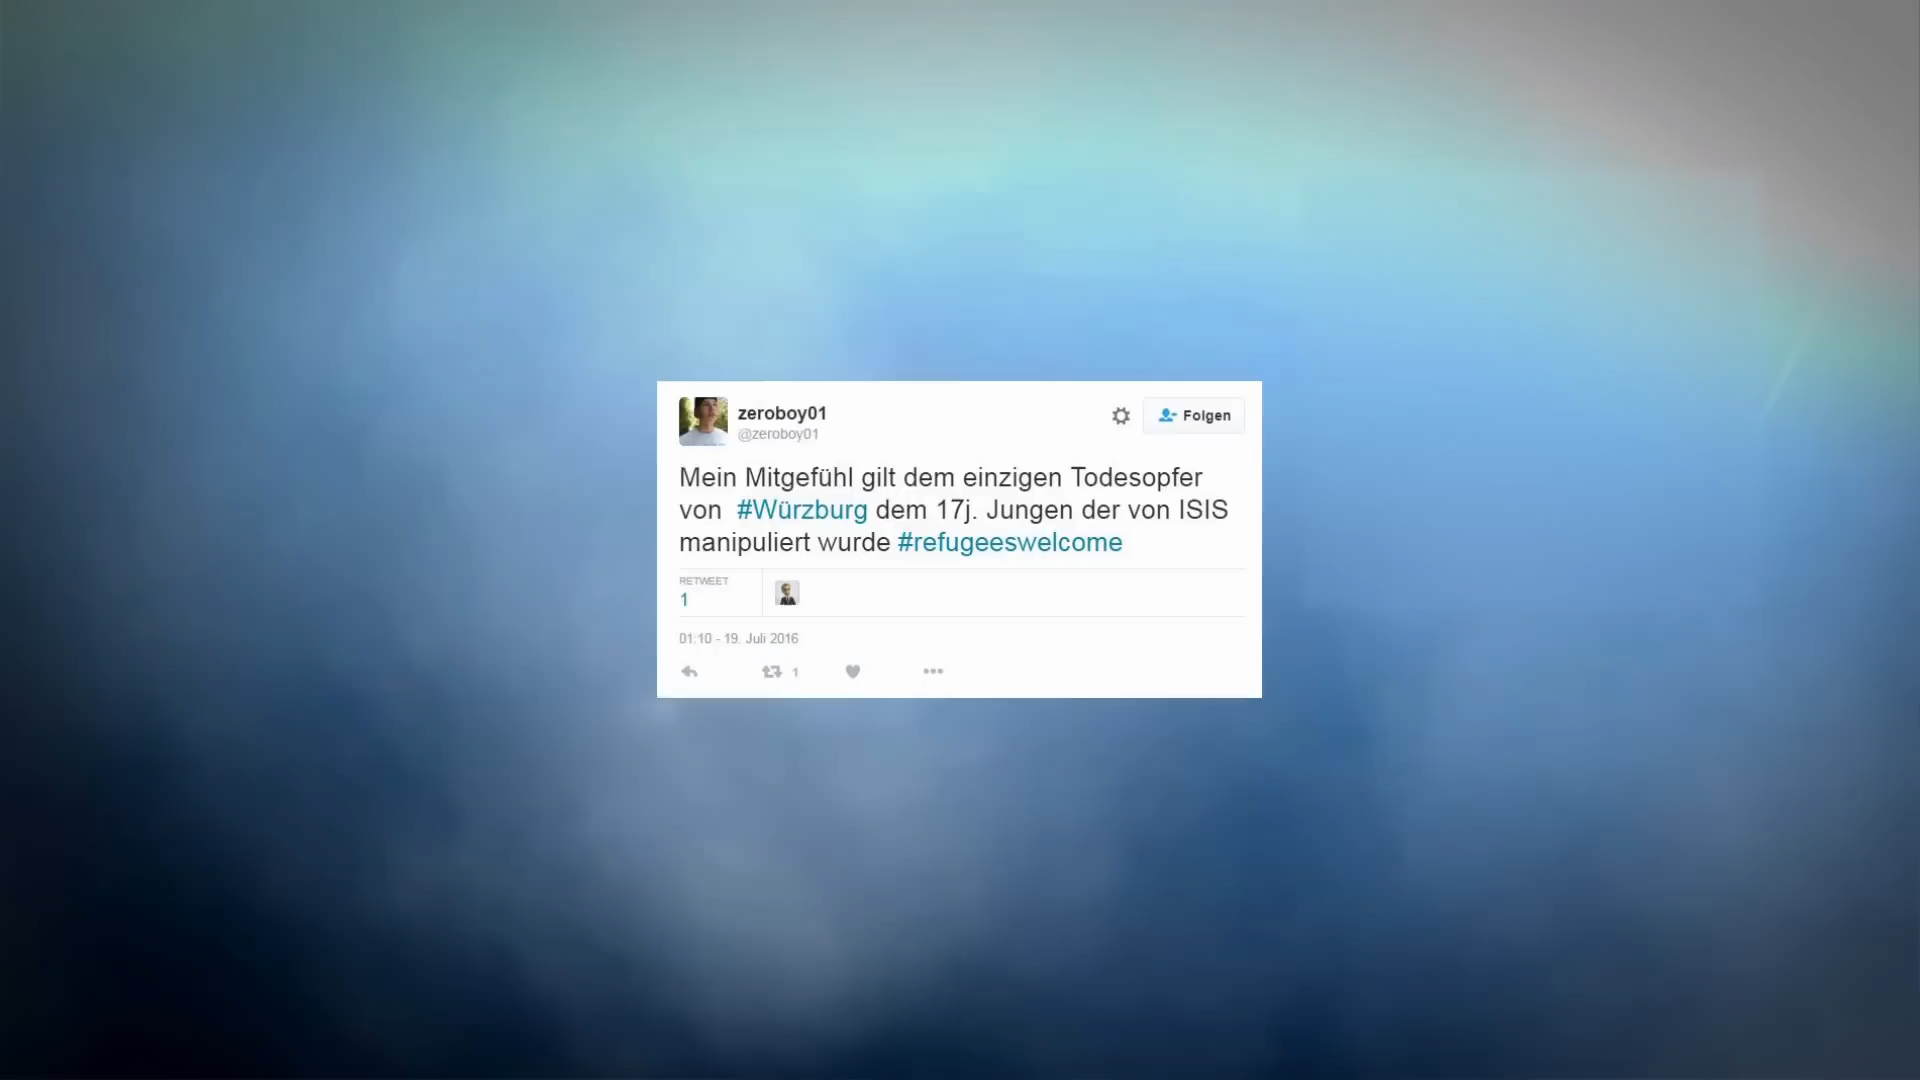 zeroboy01
@zeroboy01
Folgen
Mein Mitgefühl gilt dem einzigen Todesopfer
von #Würzburg dem 17j. Jungen der von ISIS
manipuliert wurde #refugeeswelcome
RETWEET
1
01:10 - 19. Juli 2016
1